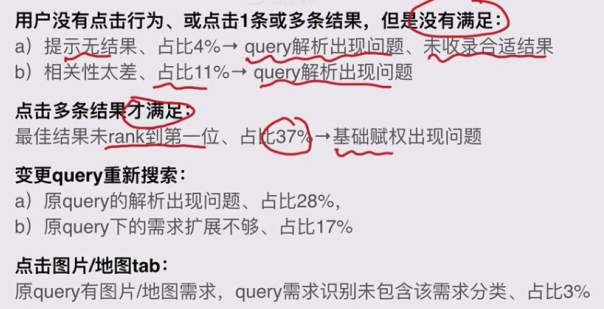 用户没有点击行为、或点击1条或多条结果，但是没有满足：
a）提示无结果、占比4%→ query解析出现问题、未收录合适结果
b）相关性太差、占比11%→ query解析出现问题
点击多条结果才满足：
最佳结果未rank到第一位、占比37%→基础赋权出现问题
变更query重新搜索：
a）原query的解析出现问题、占比28%，
b）原query下的需求扩展不够、占比17%
点击图片/地图tab：
原query有图片/地图需求，query需求识别未包含该需求分类、占比3%